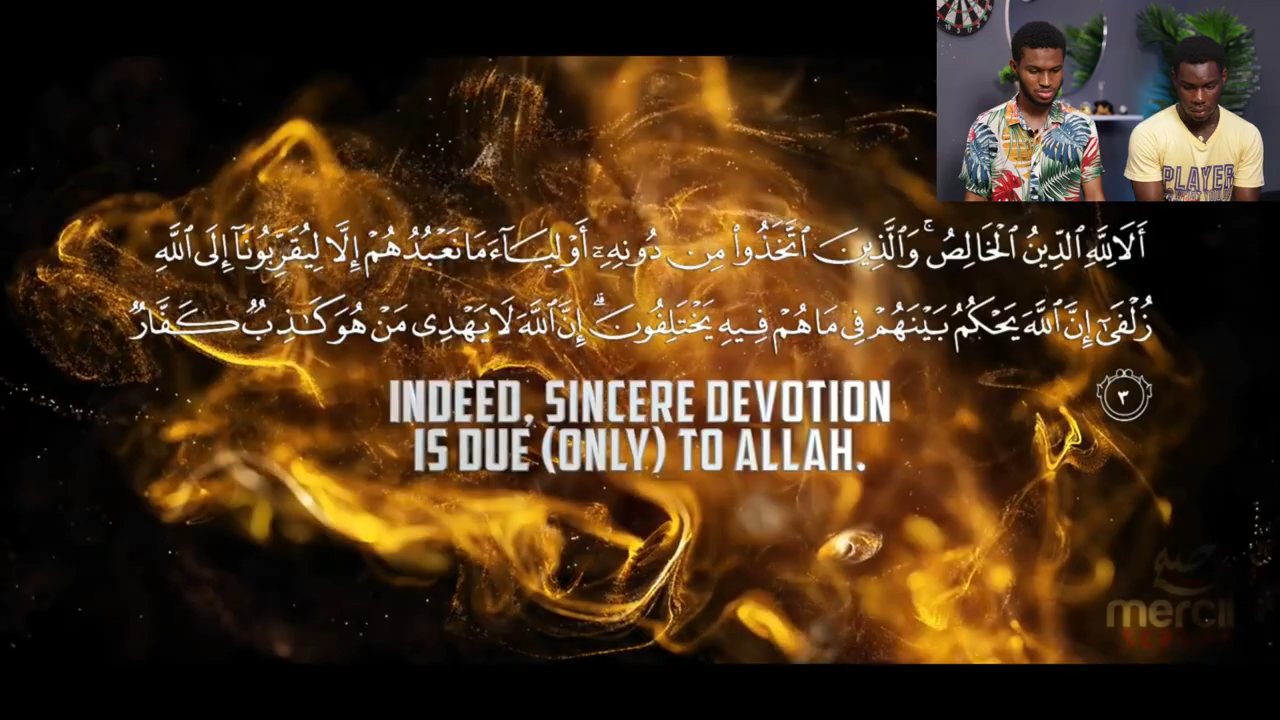 PLAYER
أَلَا لِلَّهِ ٱلدِّينُ ٱلْخَالِصُ ۚ وَٱلَّذِينَ ٱتَّخَذُوا۟ مِن دُونِهِۦٓ أَوْلِيَآءَ مَا نَعْبُدُهُمْ إِلَّا لِيُقَرِّبُونَآ إِلَى ٱللَّهِ
زُلْفَىٰٓ إِنَّ ٱللَّهَ يَحْكُمُ بَيْنَهُمْ فِى مَا هُمْ فِيهِ يَخْتَلِفُونَ ۗ إِنَّ ٱللَّهَ لَا يَهْدِى مَنْ هُوَ كَـٰذِبٌ كَفَّارٌ
٣
INDEED, SINCERE DEVOTION
IS DUE (ONLY) TO ALLAH.